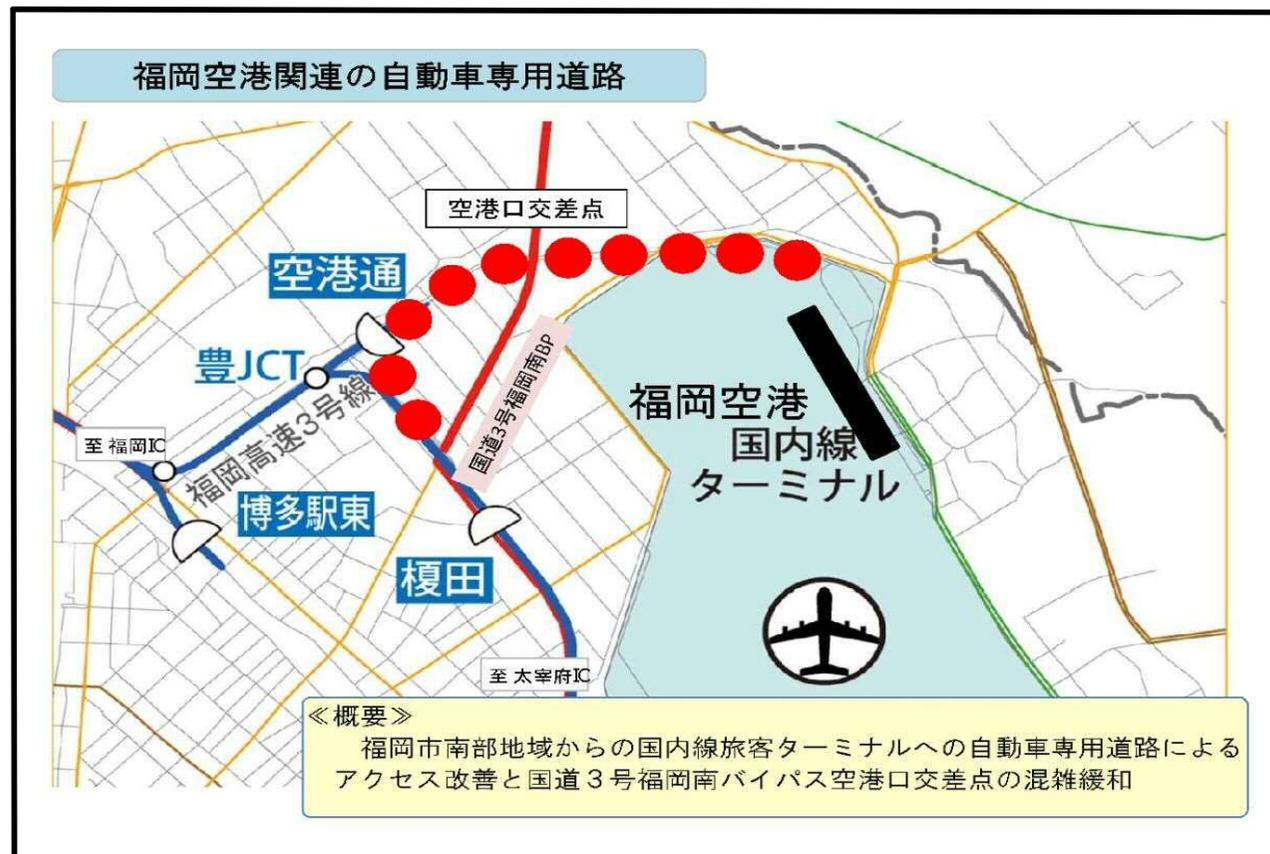 福岡空港関連の自動車専用道路
空港口交差点
空港通
豊JCT
国道3号福岡南BP
福岡空港
国内線
ターミナル
至 福岡IC
福岡高速3号線
博多駅東
榎田
至 太宰府IC
≪概要≫
福岡市南部地域からの国内線旅客ターミナルへの自動車専用道路による
アクセス改善と国道３号福岡南バイパス空港口交差点の混雑緩和